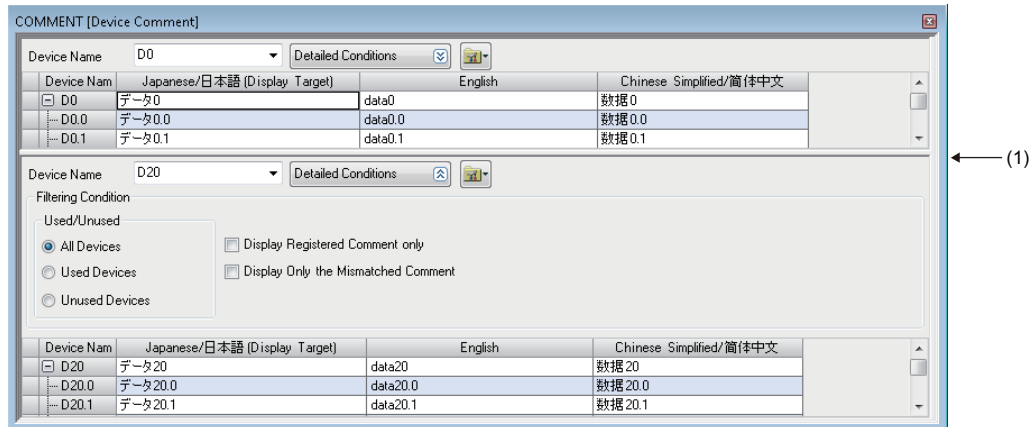 COMMENT [Device Comment]
Device Name D0 Detailed Conditions
Device Nam Japanese/日本語 (Display Target) English Chinese Simplified/简体中文
D0 データ0 data0 数据0
D0.0 データ0.0 data0.0 数据0.0
D0.1 データ0.1 data0.1 数据0.1
(1)
Device Name D20 Detailed Conditions
Filtering Condition
Used/Unused
All Devices Display Registered Comment only
Used Devices Display Only the Mismatched Comment
Unused Devices
Device Nam Japanese/日本語 (Display Target) English Chinese Simplified/简体中文
D20 データ20 data20 数据20
D20.0 データ20.0 data20.0 数据20.0
D20.1 データ20.1 data20.1 数据20.1